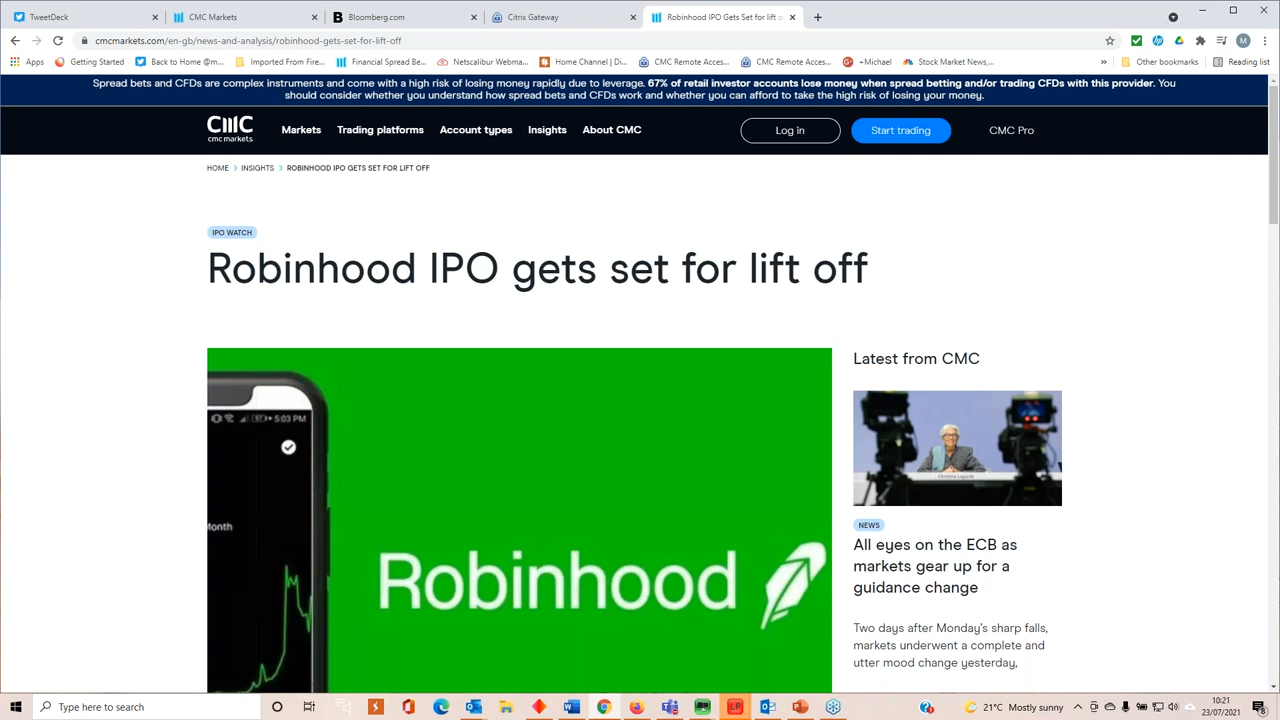 TweetDeck
CMC Markets
Bloomberg.com
Citrix Gateway
Robinhood IPO Gets Set for lift o
cmcmarkets.com/en-gb/news-and-analysis/robinhood-gets-set-for-lift-off
M
Apps
Getting Started
Back to Home @m...
Imported From Fire...
Financial Spread Be...
Netscalibur Webma...
Home Channel | Di...
CMC Remote Acces...
CMC Remote Acces...
+Michael
Stock Market News,...
»
Other bookmarks
Reading list
Spread bets and CFDs are complex instruments and come with a high risk of losing money rapidly due to leverage. 67% of retail investor accounts lose money when spread betting and/or trading CFDs with this provider. You
should consider whether you understand how spread bets and CFDs work and whether you can afford to take the high risk of losing your money.
CMC
cmc markets
Markets
Trading platforms
Account types
Insights
About CMC
Log in
Start trading
CMC Pro
HOME > INSIGHTS > ROBINHOOD IPO GETS SET FOR LIFT OFF
IPO WATCH
Robinhood IPO gets set for lift off
5:03 PM
Month
Robinhood
Latest from CMC
Christine Lagarde
NEWS
All eyes on the ECB as
markets gear up for a
guidance change
Two days after Monday's sharp falls,
markets underwent a complete and
utter mood change yesterday,
Type here to search
LP
21°C Mostly sunny
10:21
23/07/2021
8